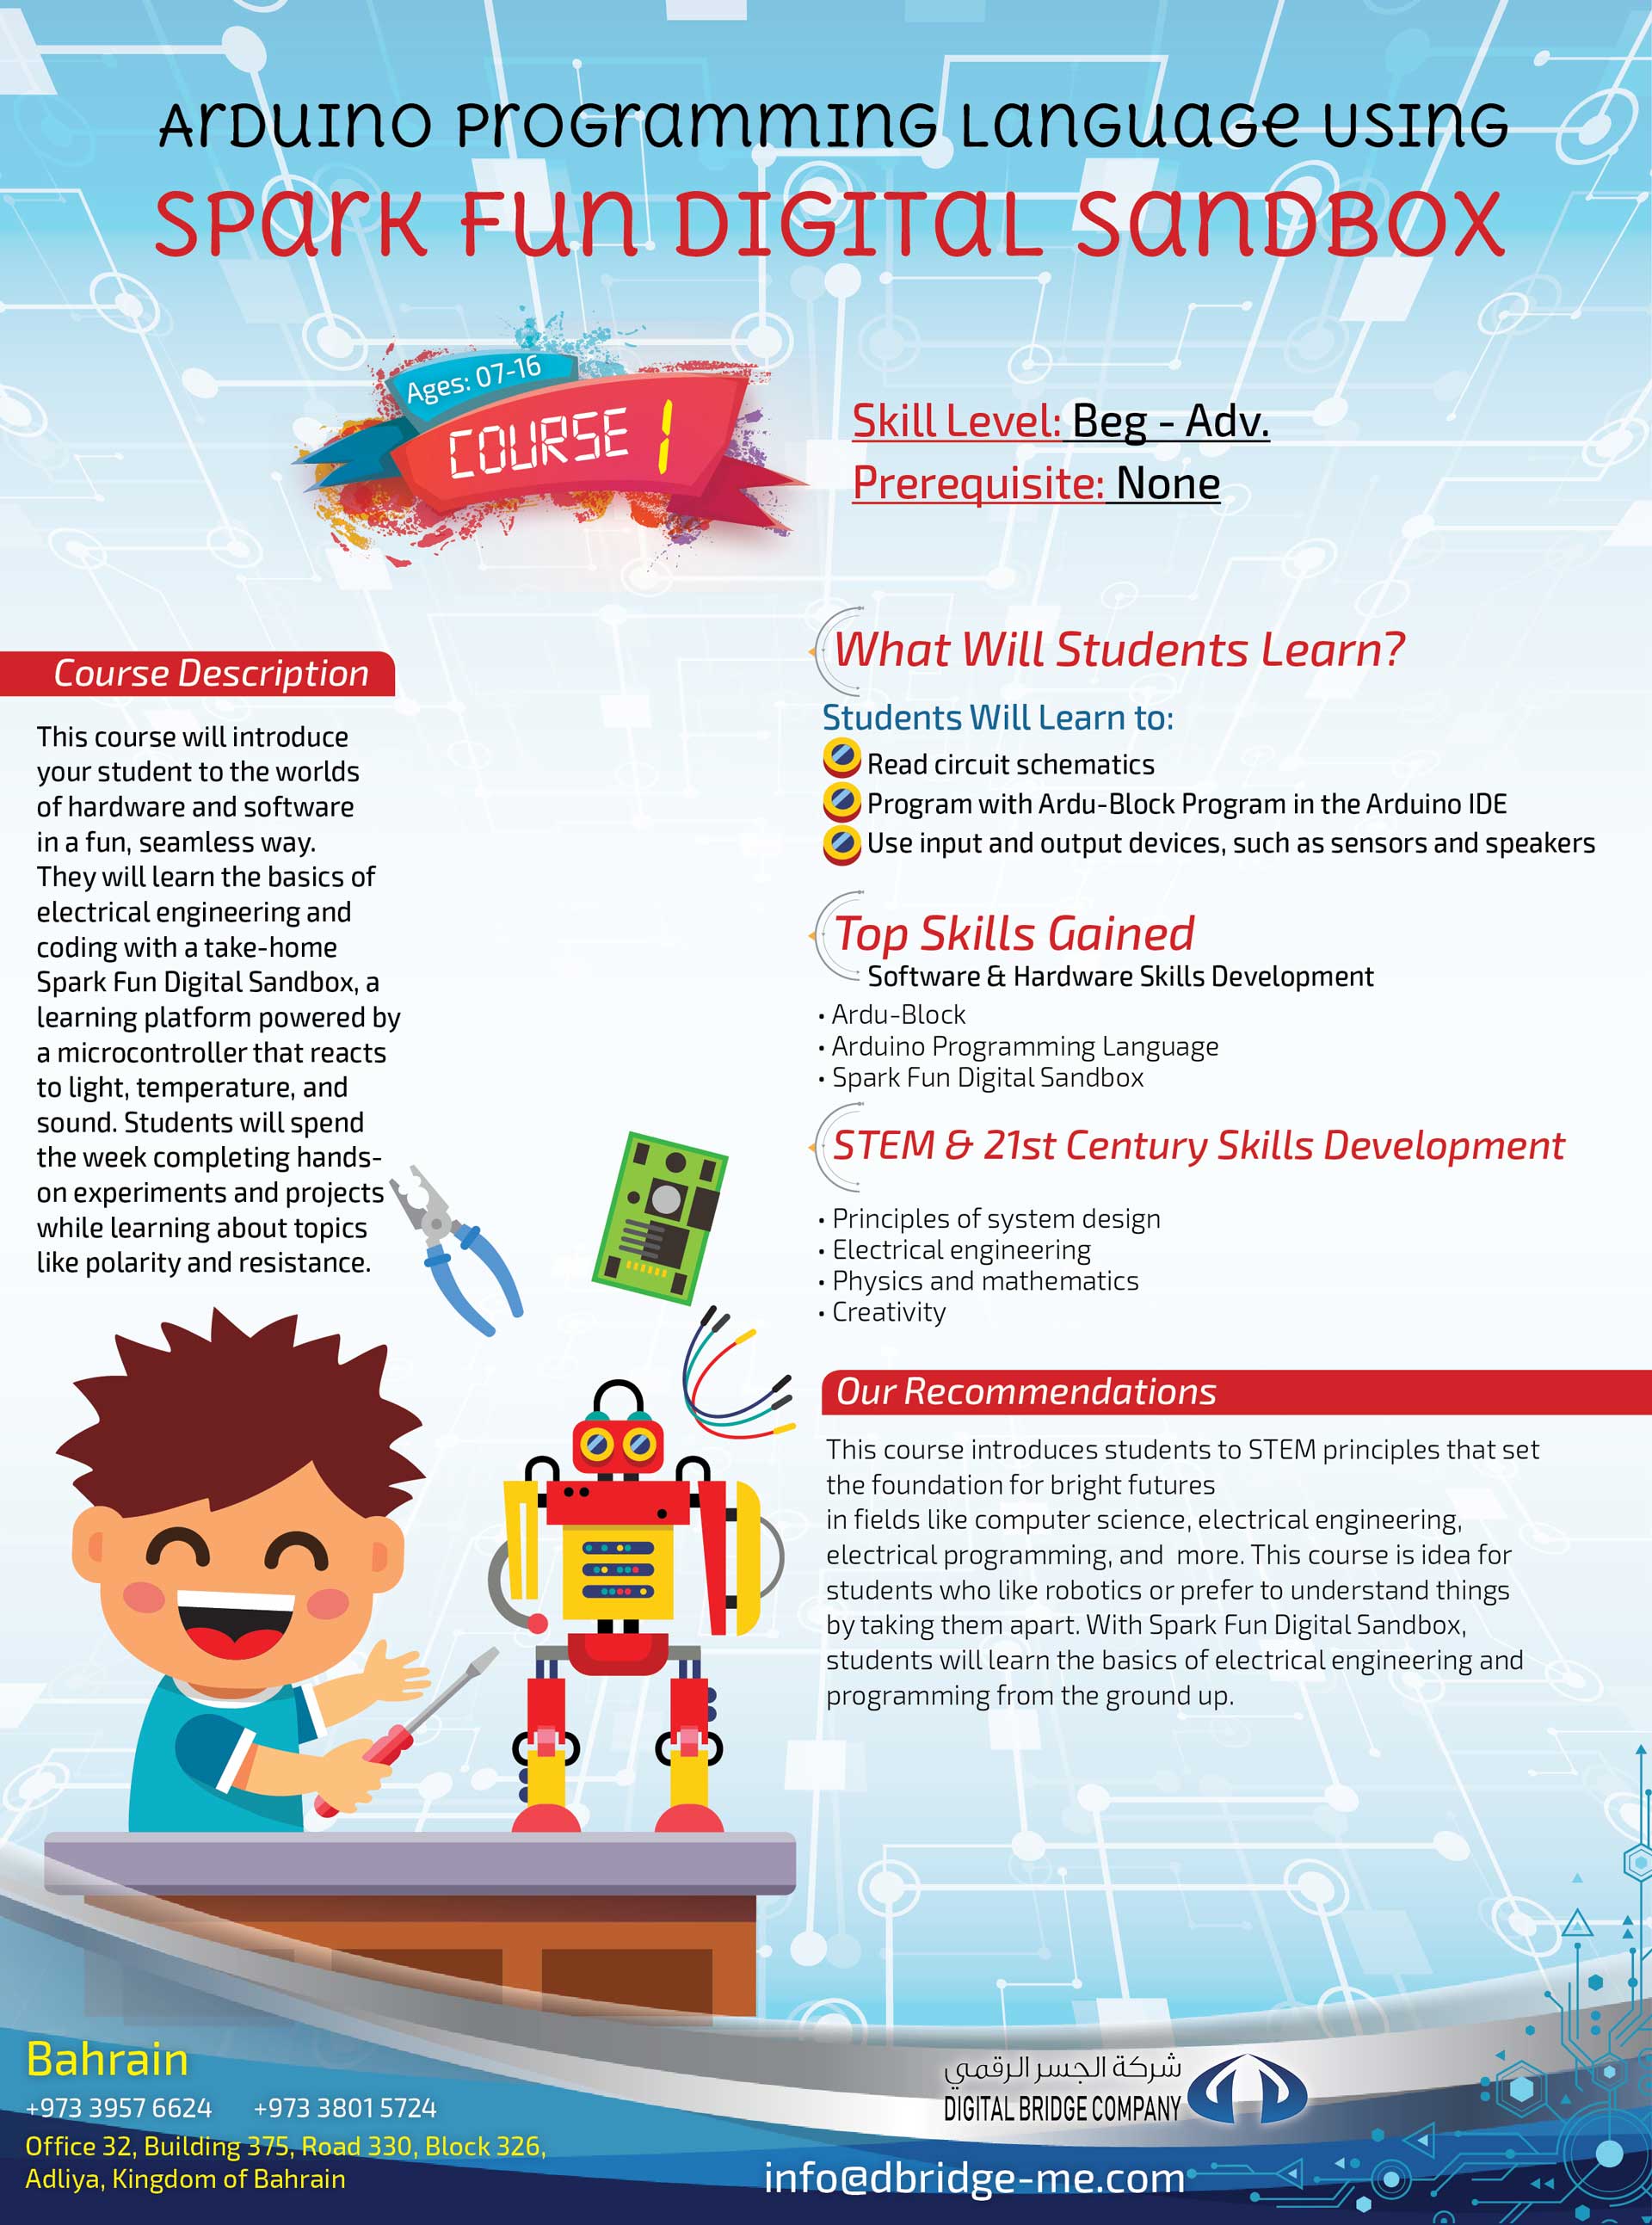 Arduino Programming Language using
Spark Fun Digital Sandbox
Ages: 07-16
COURSE 1
Skill Level: Beg - Adv.
Prerequisite: None
Course Description
This course will introduce
your student to the worlds
of hardware and software
in a fun, seamless way.
They will learn the basics of
electrical engineering and
coding with a take-home
Spark Fun Digital Sandbox, a
learning platform powered by
a microcontroller that reacts
to light, temperature, and
sound. Students will spend
the week completing hands-
on experiments and projects
while learning about topics
like polarity and resistance.
What Will Students Learn?
Students Will Learn to:
Read circuit schematics
Program with Ardu-Block Program in the Arduino IDE
Use input and output devices, such as sensors and speakers
Top Skills Gained
Software & Hardware Skills Development
• Ardu-Block
• Arduino Programming Language
• Spark Fun Digital Sandbox
STEM & 21st Century Skills Development
• Principles of system design
• Electrical engineering
• Physics and mathematics
• Creativity
Our Recommendations
This course introduces students to STEM principles that set
the foundation for bright futures
in fields like computer science, electrical engineering,
electrical programming, and  more. This course is idea for
students who like robotics or prefer to understand things
by taking them apart. With Spark Fun Digital Sandbox,
students will learn the basics of electrical engineering and
programming from the ground up.
Bahrain
+973 3957 6624 +973 3801 5724
Office 32, Building 375, Road 330, Block 326,
Adliya, Kingdom of Bahrain
شركة الجسر الرقمي
DIGITAL BRIDGE COMPANY
info@dbridge-me.com